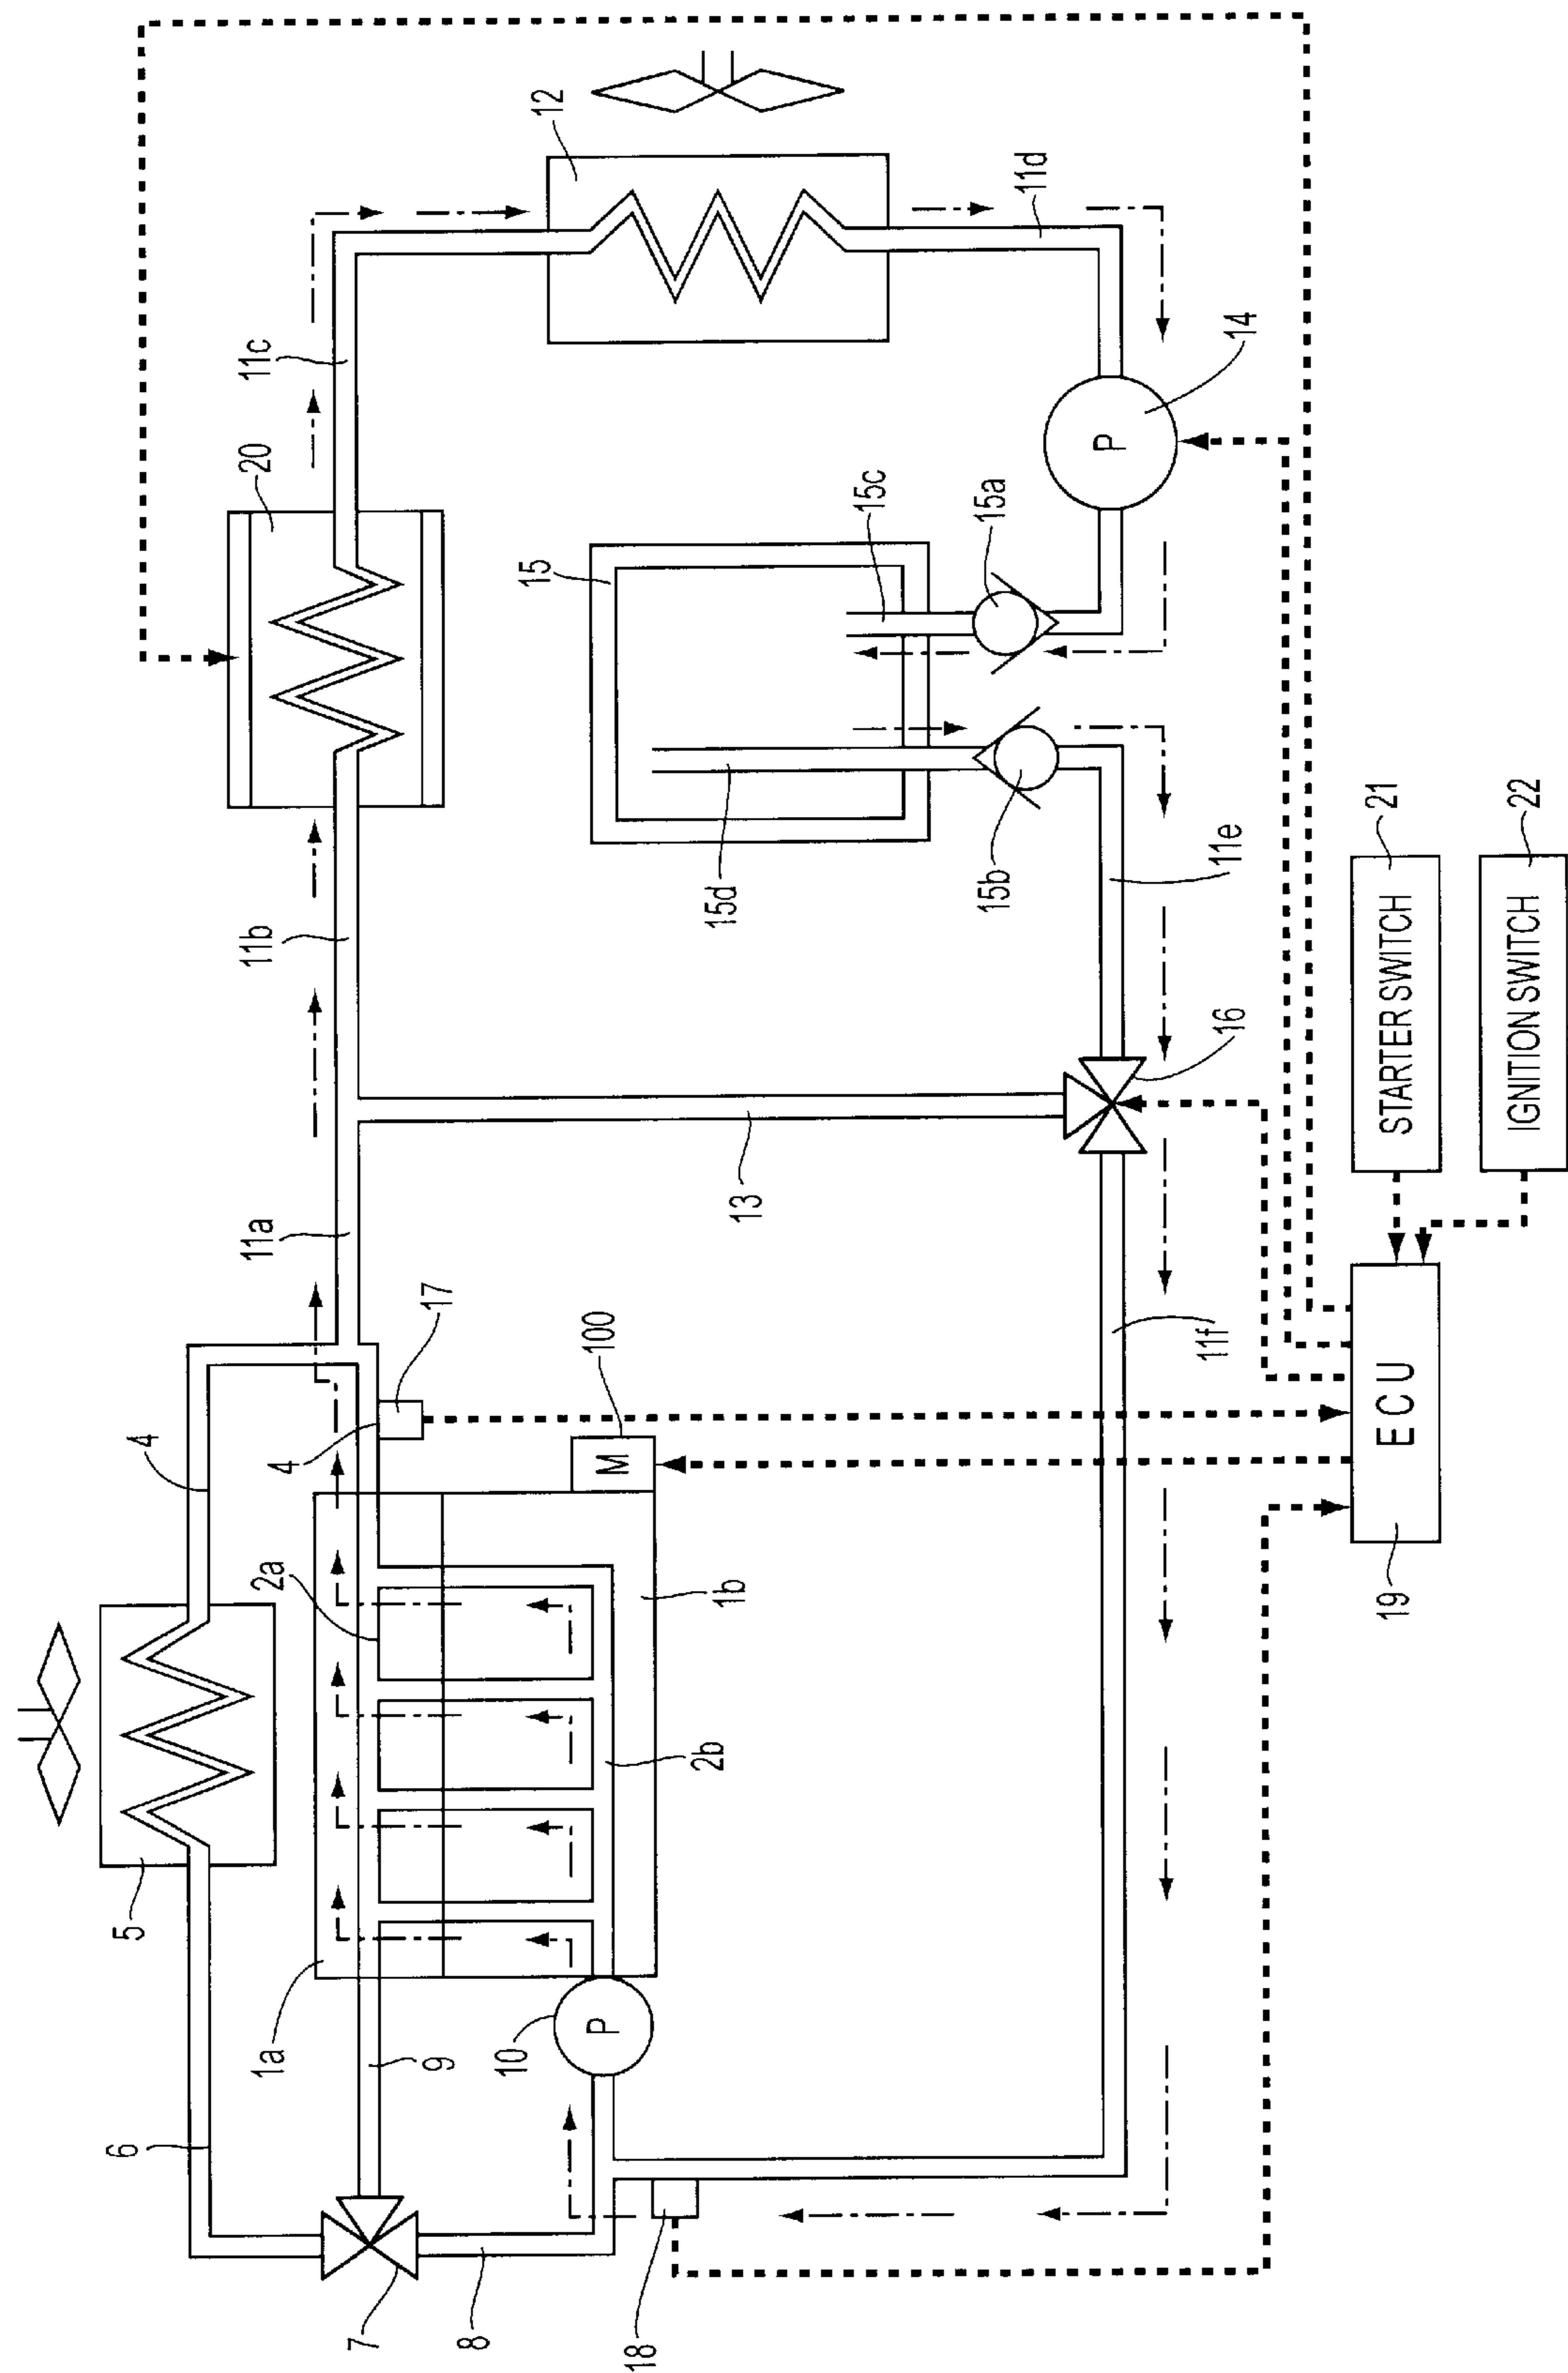 12
11d
11c
14
20
15c
15a
15
P
15d
15b
11e
11b
16
13
11a
11f
STARTER SWITCH
21
IGNITION SWITCH
22
17
100
4
4
M
ECU
19
2a
1b
2b
5
1a
9
10
P
6
7
8
18